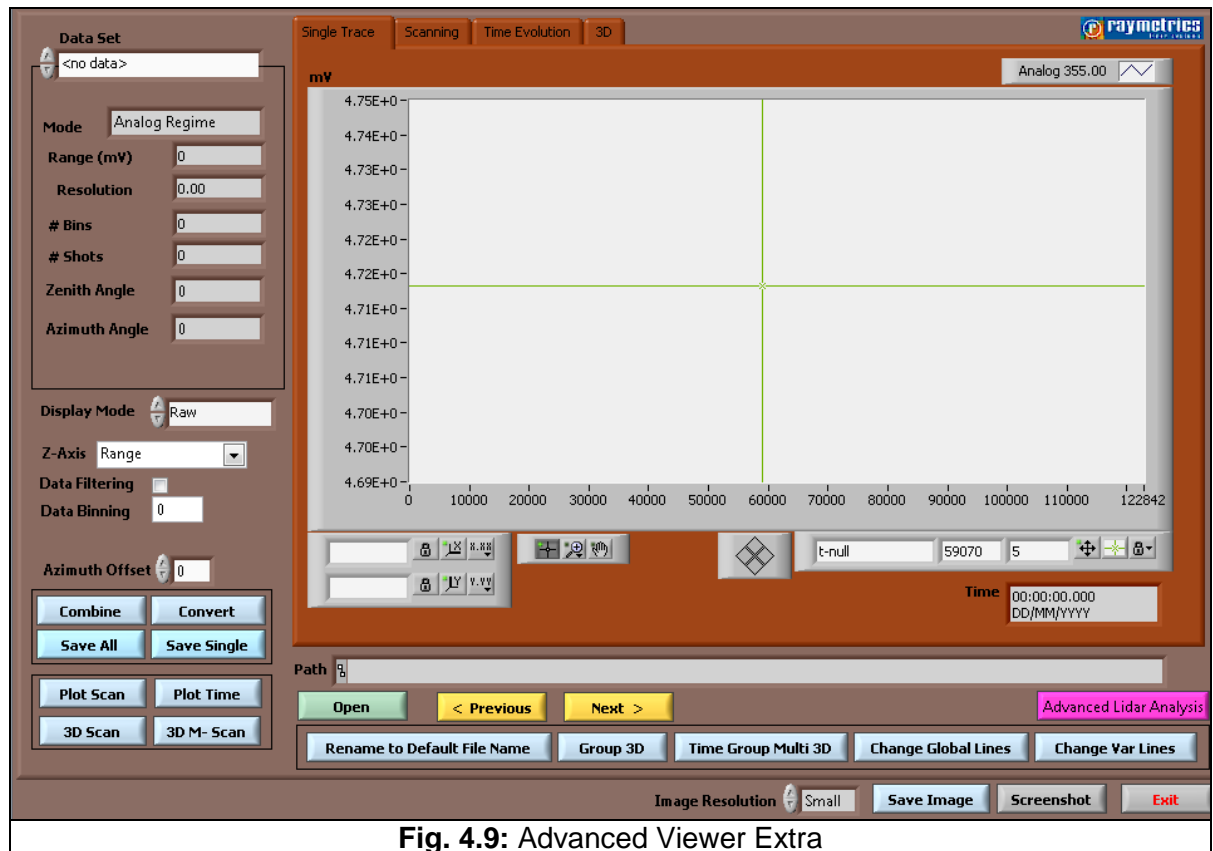 Data Set
<no data>
Mode Analog Regime
Range (mV) 0
Resolution 0.00
# Bins 0
# Shots 0
Zenith Angle 0
Azimuth Angle 0
Display Mode Raw
Z-Axis Range
Data Filtering
Data Binning 0
Azimuth Offset 0
Combine Convert
Save All Save Single
Plot Scan Plot Time
3D Scan 3D M- Scan
Single Trace Scanning Time Evolution 3D
raymetrics
mV
Analog 355.00
4.75E+0
4.74E+0
4.73E+0
4.73E+0
4.72E+0
4.72E+0
4.71E+0
4.71E+0
4.71E+0
4.70E+0
4.70E+0
4.69E+0
0 10000 20000 30000 40000 50000 60000 70000 80000 90000 100000 110000 122842
X X.XX
Y Y.YY
t-null 59070 5
Time 00:00:00.000
DD/MM/YYYY
Path
Open < Previous Next > Advanced Lidar Analysis
Rename to Default File Name Group 3D Time Group Multi 3D Change Global Lines Change Var Lines
Image Resolution Small Save Image Screenshot Exit
Fig. 4.9: Advanced Viewer Extra